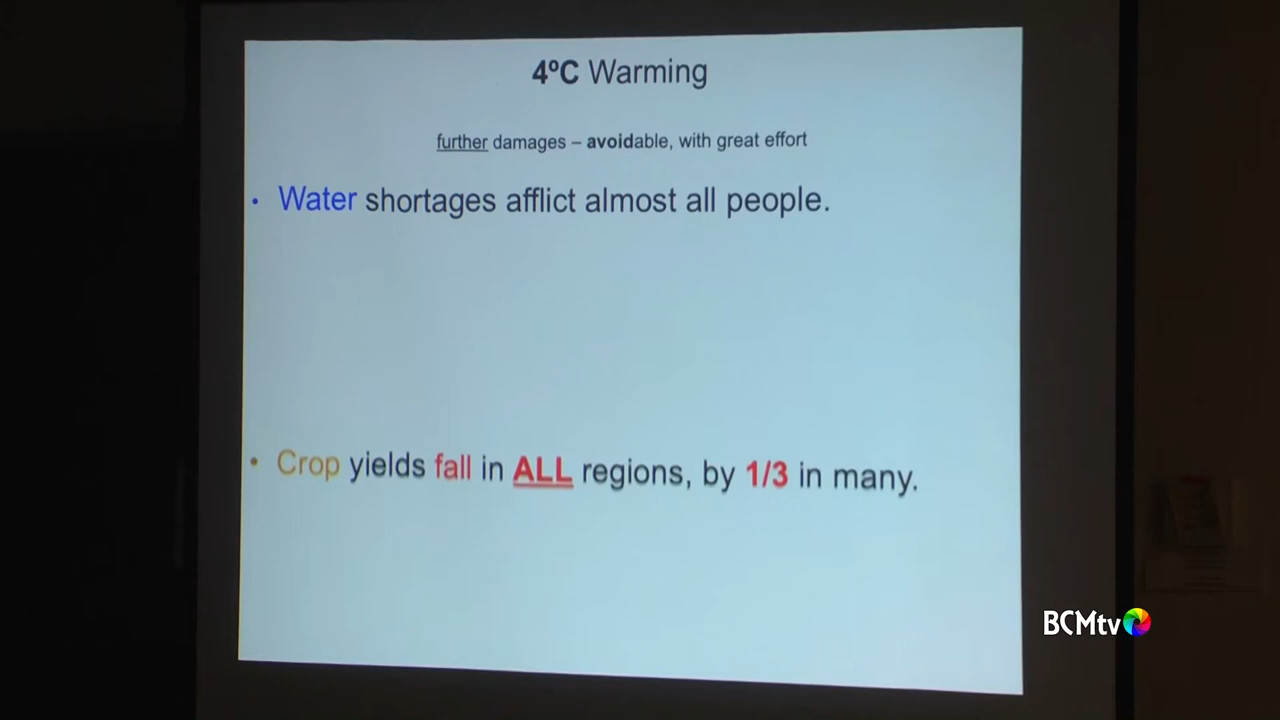 4ºC Warming
further damages – avoidable, with great effort
• Water shortages afflict almost all people.
• Crop yields fall in ALL regions, by 1/3 in many.
BCMtv